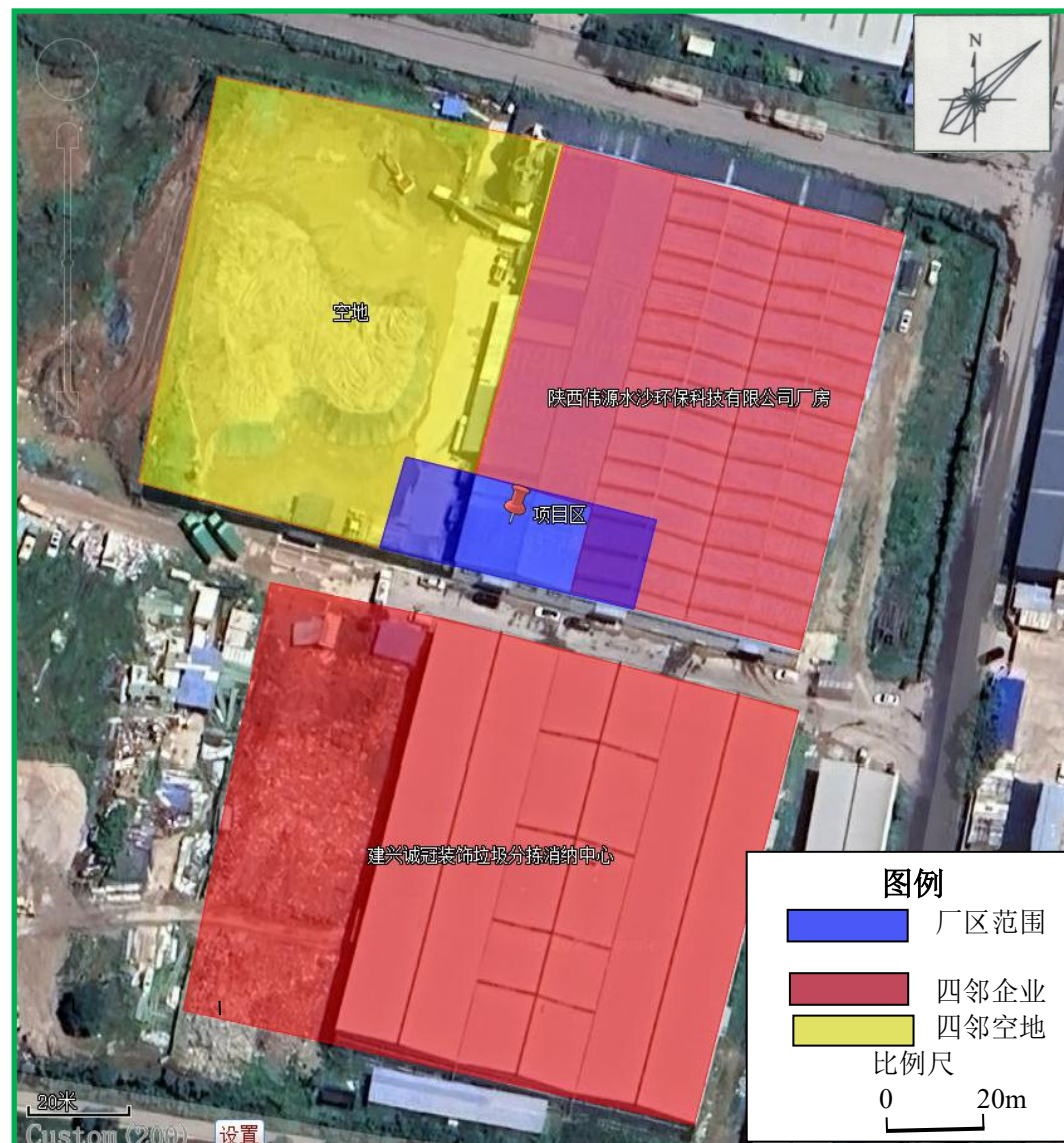 N
空地
陕西伟源水沙环保科技有限公司厂房
项目区
建兴诚冠装饰垃圾分拣消纳中心
图例
厂区范围
四邻企业
四邻空地
比例尺
0 20m
20米
Custom(200) 设置